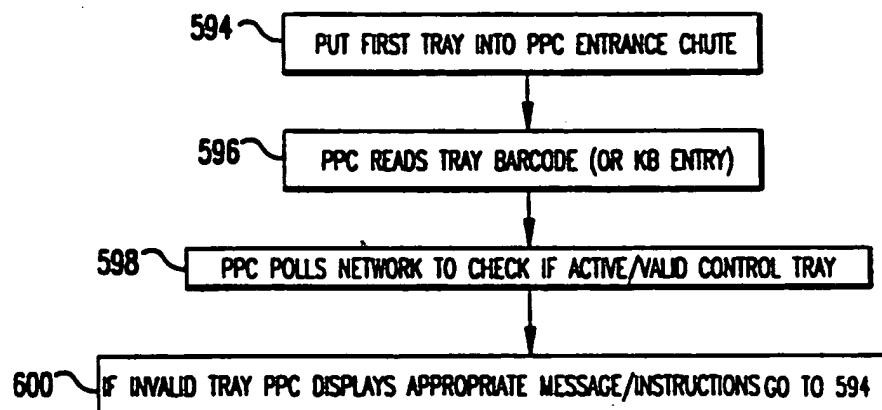 594
PUT FIRST TRAY INTO PPC ENTRANCE CHUTE
596
PPC READS TRAY BARCODE (OR KB ENTRY)
598
PPC POLLS NETWORK TO CHECK IF ACTIVE/VALID CONTROL TRAY
600
IF INVALID TRAY PPC DISPLAYS APPROPRIATE MESSAGE/INSTRUCTIONS GO TO 594